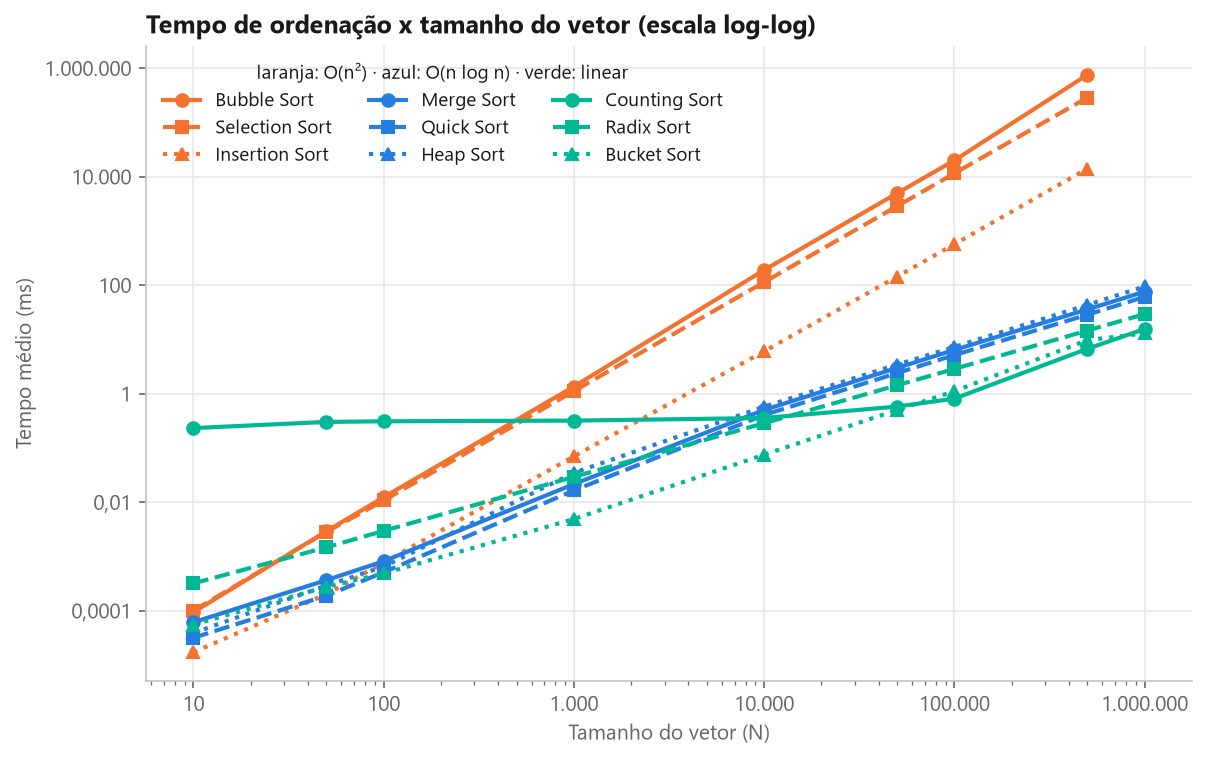 Tempo de ordenação x tamanho do vetor (escala log-log)
laranja: O(n²) · azul: O(n log n) · verde: linear
Bubble Sort
Selection Sort
Insertion Sort
Merge Sort
Quick Sort
Heap Sort
Counting Sort
Radix Sort
Bucket Sort
Tempo médio (ms)
1.000.000
10.000
100
1
0,01
0,0001
10
100
1.000
10.000
100.000
1.000.000
Tamanho do vetor (N)